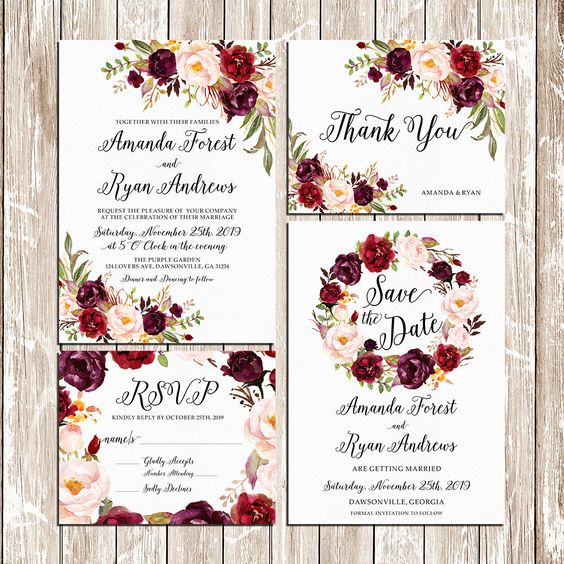 TOGETHER WITH THEIR FAMILIES
Amanda Forest
and
Ryan Andrews
REQUEST THE PLEASURE OF YOUR COMPANY
AT THE CELEBRATION OF THEIR MARRIAGE
Saturday, November 25th, 2019
at 5 O'Clock in the evening
THE PURPLE GARDEN
124 LOVERS AVE, DAWSONVILLE, GA 31234
Dinner and Dancing to follow
Thank You
AMANDA & RYAN
RSVP
KINDLY REPLY BY OCTOBER 25TH, 2019
name/s
Gladly Accepts
Number Attending
Sadly Declines
Save
the
Date
Amanda Forest
and
Ryan Andrews
ARE GETTING MARRIED
Saturday, November 25th, 2019
DAWSONVILLE, GEORGIA
FORMAL INVITATION TO FOLLOW